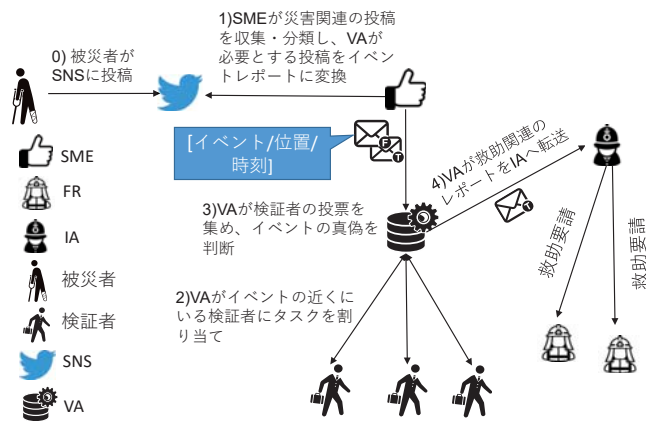 0) 被災者が
SNSに投稿
1)SMEが災害関連の投稿
を収集・分類し、VAが
必要とする投稿をイベ
ントレポートに変換
[イベント/位置/
時刻]
F
T
4)VAが救助関連の
レポートをIAへ転送
T
3)VAが検証者の投票を
集め、イベントの真偽を
判断
2)VAがイベントの近くに
いる検証者にタスクを割
り当て
救助要請
救助要請
SME
FR
IA
被災者
検証者
SNS
VA